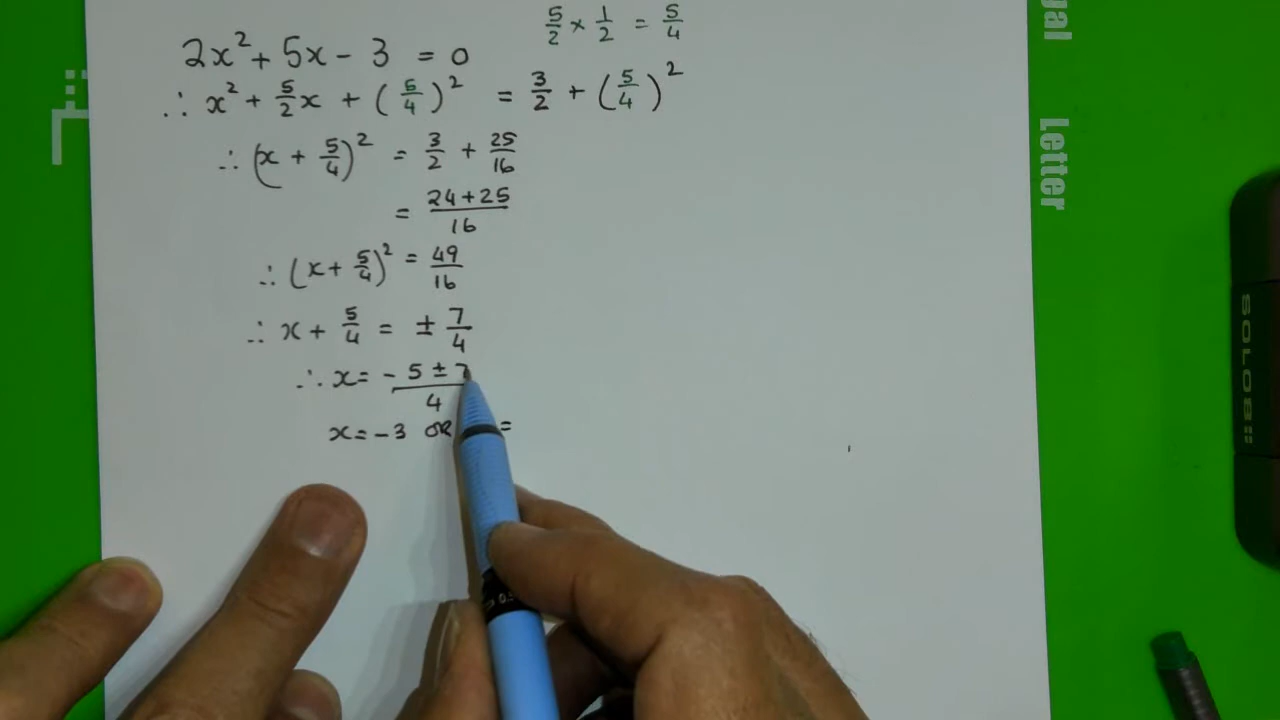 5/2 × 1/2 = 5/4
2x² + 5x − 3 = 0
∴ x² + 5/2 x + (5/4)² = 3/2 + (5/4)²
∴ (x + 5/4)² = 3/2 + 25/16
= 24+25/16
∴ (x + 5/4)² = 49/16
∴ x + 5/4 = ± 7/4
∴ x = −5 ± 7/4
x = −3 OR =
gal
Letter
SOLOB